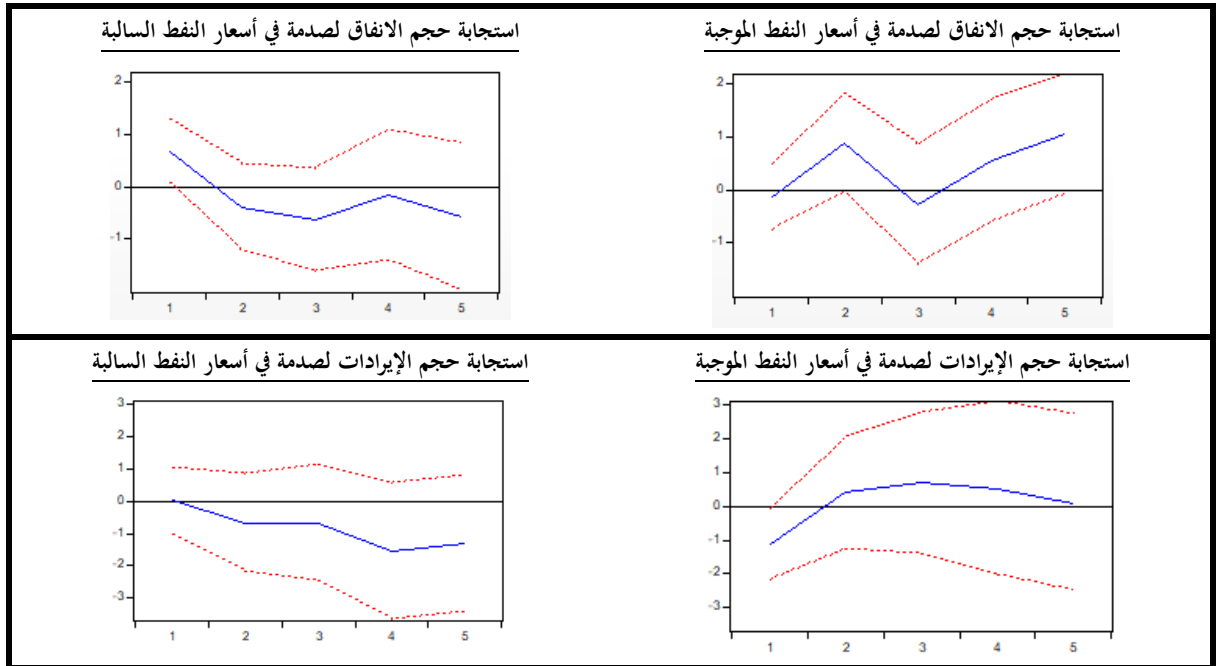 استجابة حجم الانفاق لصدمة في أسعار النفط الموجبة
2
1
0
-1
1 2 3 4 5
استجابة حجم الانفاق لصدمة في أسعار النفط السالبة
2
1
0
-1
1 2 3 4 5
استجابة حجم الإيرادات لصدمة في أسعار النفط الموجبة
3
2
1
0
-1
-2
-3
1 2 3 4 5
استجابة حجم الإيرادات لصدمة في أسعار النفط السالبة
3
2
1
0
-1
-2
-3
1 2 3 4 5